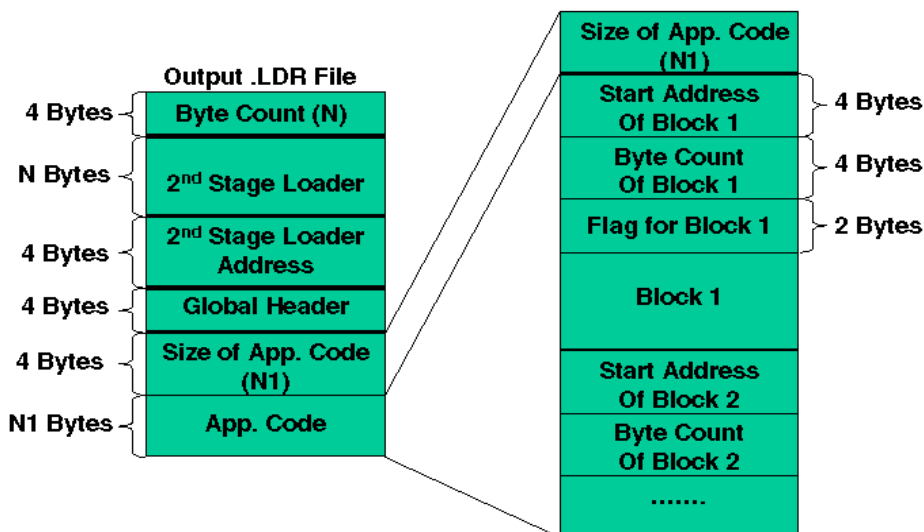 Output .LDR File
4 Bytes
Byte Count (N)
N Bytes
2nd Stage Loader
4 Bytes
2nd Stage Loader
Address
4 Bytes
Global Header
4 Bytes
Size of App. Code
(N1)
N1 Bytes
App. Code
Size of App. Code
(N1)
Start Address
Of Block 1
4 Bytes
Byte Count
Of Block 1
4 Bytes
Flag for Block 1
2 Bytes
Block 1
Start Address
Of Block 2
Byte Count
Of Block 2
.......